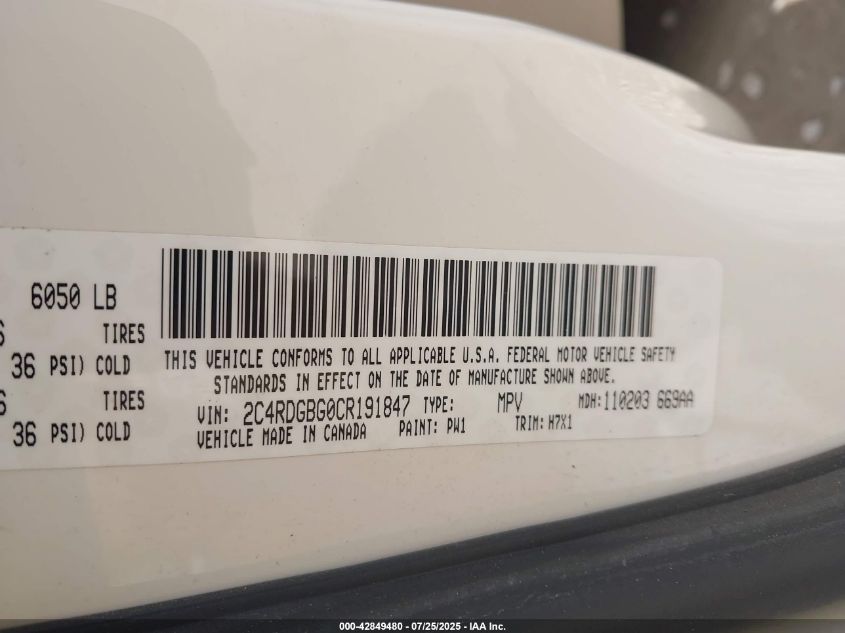 6050 LB
TIRES
36 PSI) COLD
TIRES
36 PSI) COLD
THIS VEHICLE CONFORMS TO ALL APPLICABLE U.S.A. FEDERAL MOTOR VEHICLE SAFETY
STANDARDS IN EFFECT ON THE DATE OF MANUFACTURE SHOWN ABOVE.
VIN: 2C4RDGBG0CR191847 TYPE: MPV MDH:110203 669AA
VEHICLE MADE IN CANADA PAINT: PW1 TRIM: H7X1
000-42849480 - 07/25/2025 - IAA Inc.